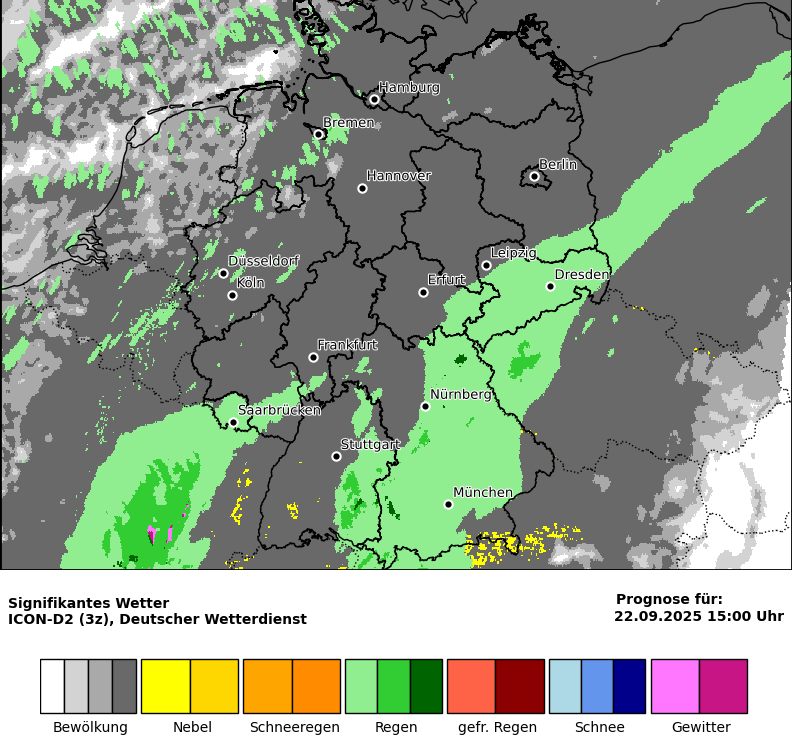 Hamburg
Bremen
Berlin
Hannover
Leipzig
Düsseldorf
Dresden
Köln
Erfurt
Frankfurt
Nürnberg
Saarbrücken
Stuttgart
München
Signifikantes Wetter
ICON-D2 (3z), Deutscher Wetterdienst
Prognose für:
22.09.2025 15:00 Uhr
Bewölkung Nebel Schneeregen Regen gefr. Regen Schnee Gewitter